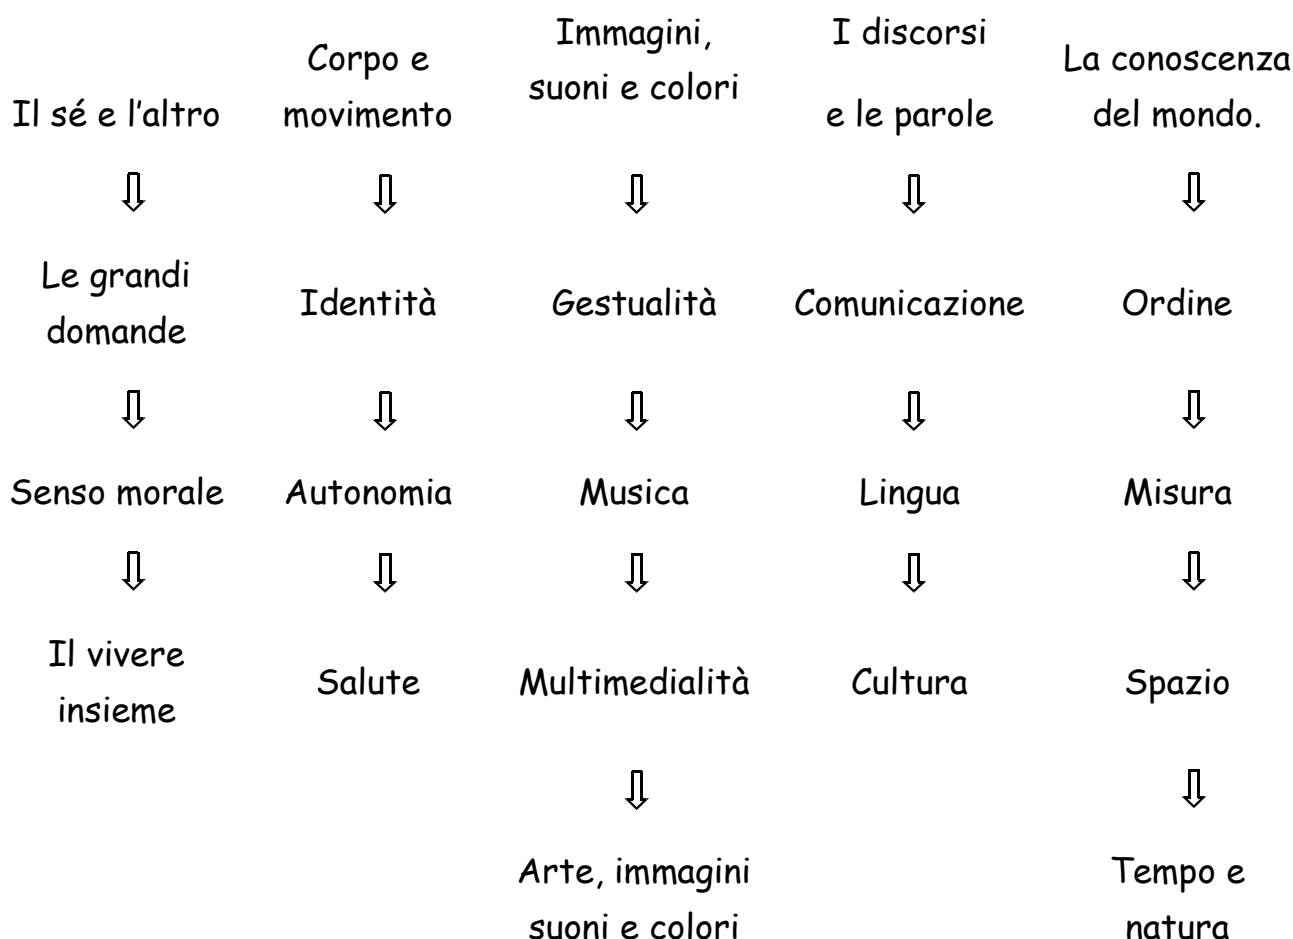 Il sé e l'altro
Corpo e
movimento
Immagini,
suoni e colori
I discorsi
e le parole
La conoscenza
del mondo.
Le grandi
domande
Identità
Gestualità
Comunicazione
Ordine
Senso morale
Autonomia
Musica
Lingua
Misura
Il vivere
insieme
Salute
Multimedialità
Cultura
Spazio
Arte, immagini
suoni e colori
Tempo e
natura